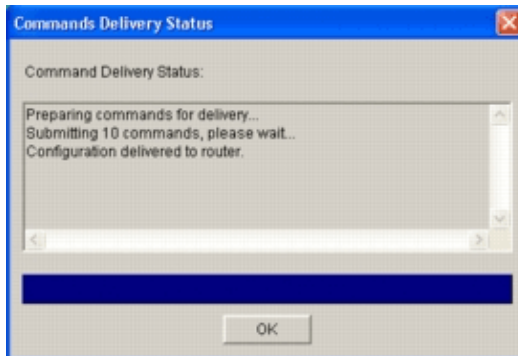 Commands Delivery Status
Command Delivery Status:
Preparing commands for delivery...
Submitting 10 commands, please wait...
Configuration delivered to router.
OK